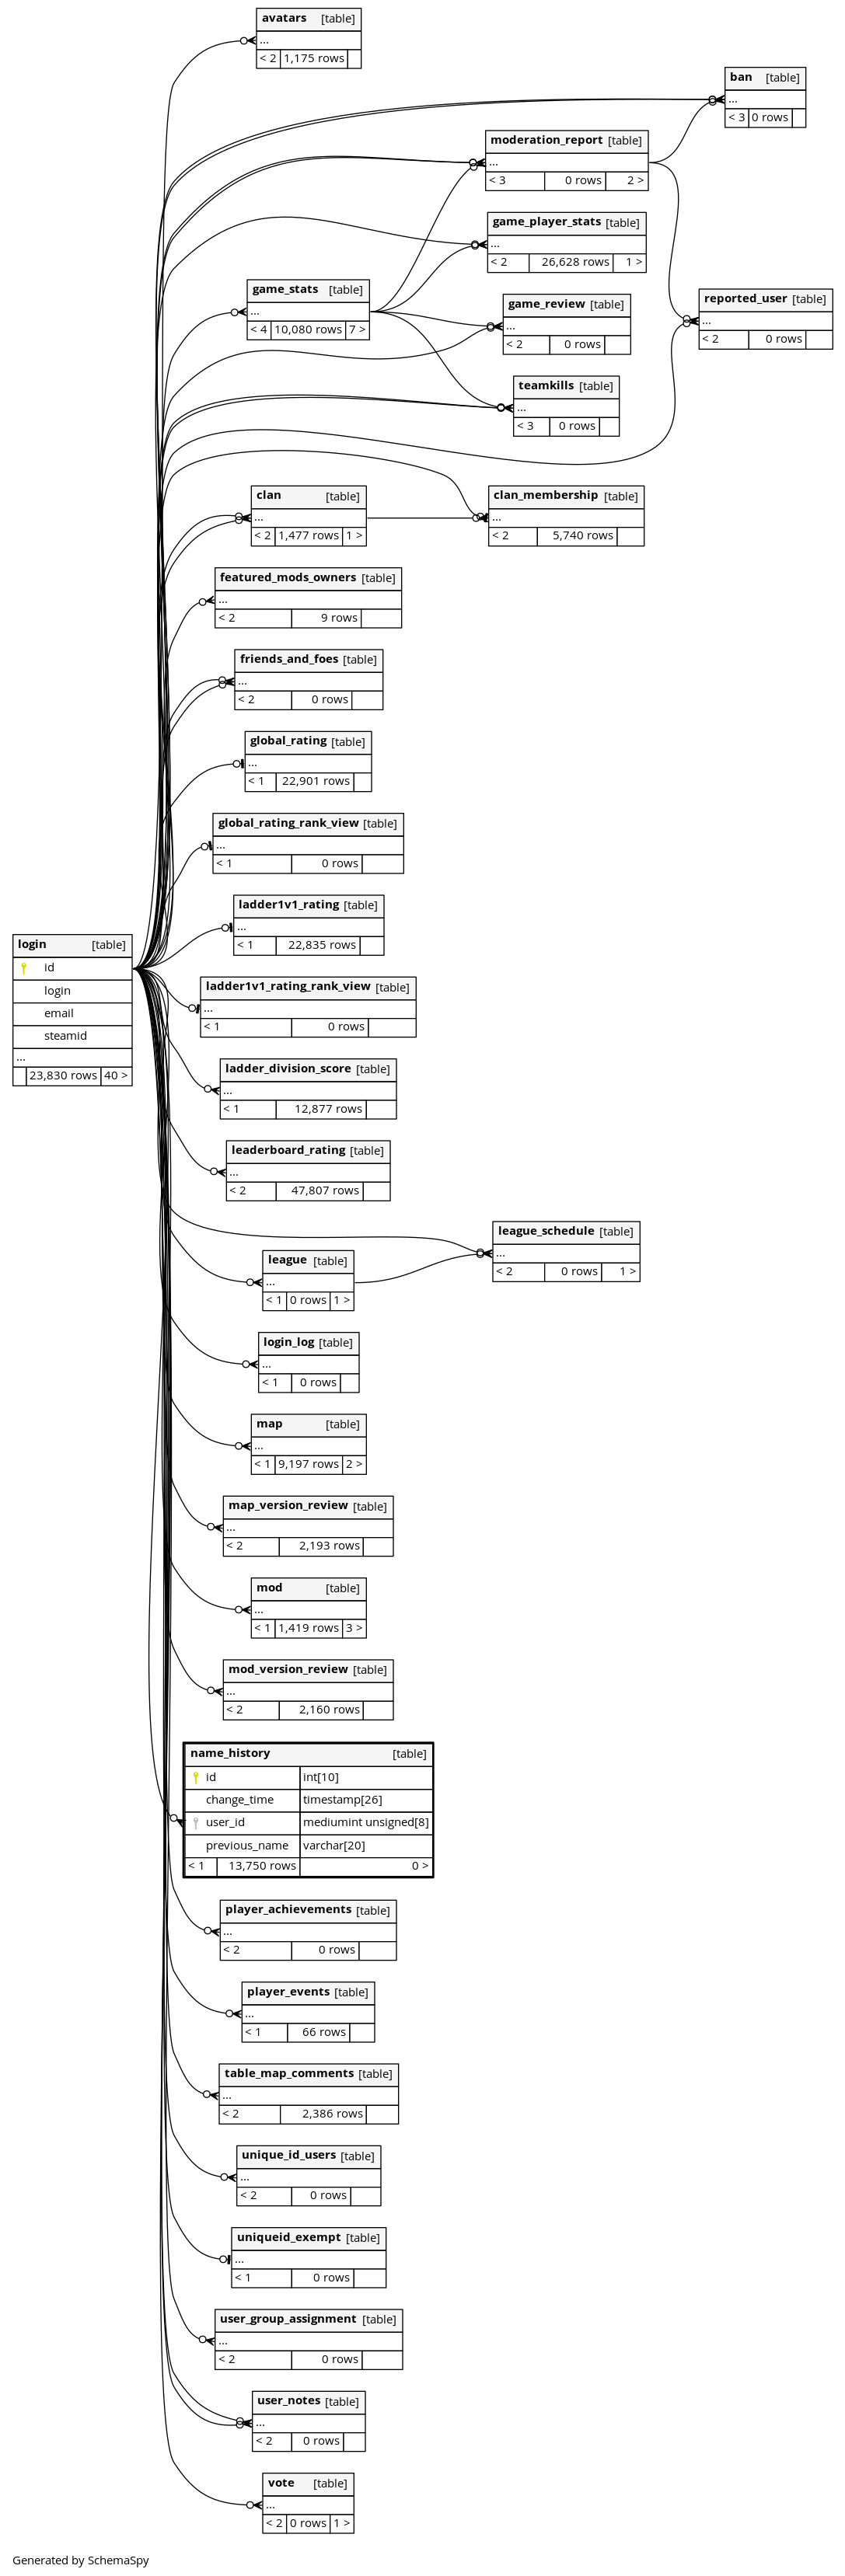 avatars [table]
...
< 2 1,175 rows
ban [table]
...
< 3 0 rows
moderation_report [table]
...
< 3 0 rows 2 >
game_player_stats [table]
...
< 2 26,628 rows 1 >
game_stats [table]
...
< 4 10,080 rows 7 >
game_review [table]
...
< 2 0 rows
reported_user [table]
...
< 2 0 rows
teamkills [table]
...
< 3 0 rows
clan [table]
...
< 2 1,477 rows 1 >
clan_membership [table]
...
< 2 5,740 rows
featured_mods_owners [table]
...
< 2 9 rows
friends_and_foes [table]
...
< 2 0 rows
global_rating [table]
...
< 1 22,901 rows
global_rating_rank_view [table]
...
< 1 0 rows
ladder1v1_rating [table]
...
< 1 22,835 rows
login [table]
id
login
email
steamid
...
23,830 rows 40 >
ladder1v1_rating_rank_view [table]
...
< 1 0 rows
ladder_division_score [table]
...
< 1 12,877 rows
leaderboard_rating [table]
...
< 2 47,807 rows
league_schedule [table]
...
< 2 0 rows 1 >
league [table]
...
< 1 0 rows 1 >
login_log [table]
...
< 1 0 rows
map [table]
...
< 1 9,197 rows 2 >
map_version_review [table]
...
< 2 2,193 rows
mod [table]
...
< 1 1,419 rows 3 >
mod_version_review [table]
...
< 2 2,160 rows
name_history [table]
id int[10]
change_time timestamp[26]
user_id mediumint unsigned[8]
previous_name varchar[20]
< 1 13,750 rows 0 >
player_achievements [table]
...
< 2 0 rows
player_events [table]
...
< 1 66 rows
table_map_comments [table]
...
< 2 2,386 rows
unique_id_users [table]
...
< 2 0 rows
uniqueid_exempt [table]
...
< 1 0 rows
user_group_assignment [table]
...
< 2 0 rows
user_notes [table]
...
< 2 0 rows
vote [table]
...
< 2 0 rows 1 >
Generated by SchemaSpy